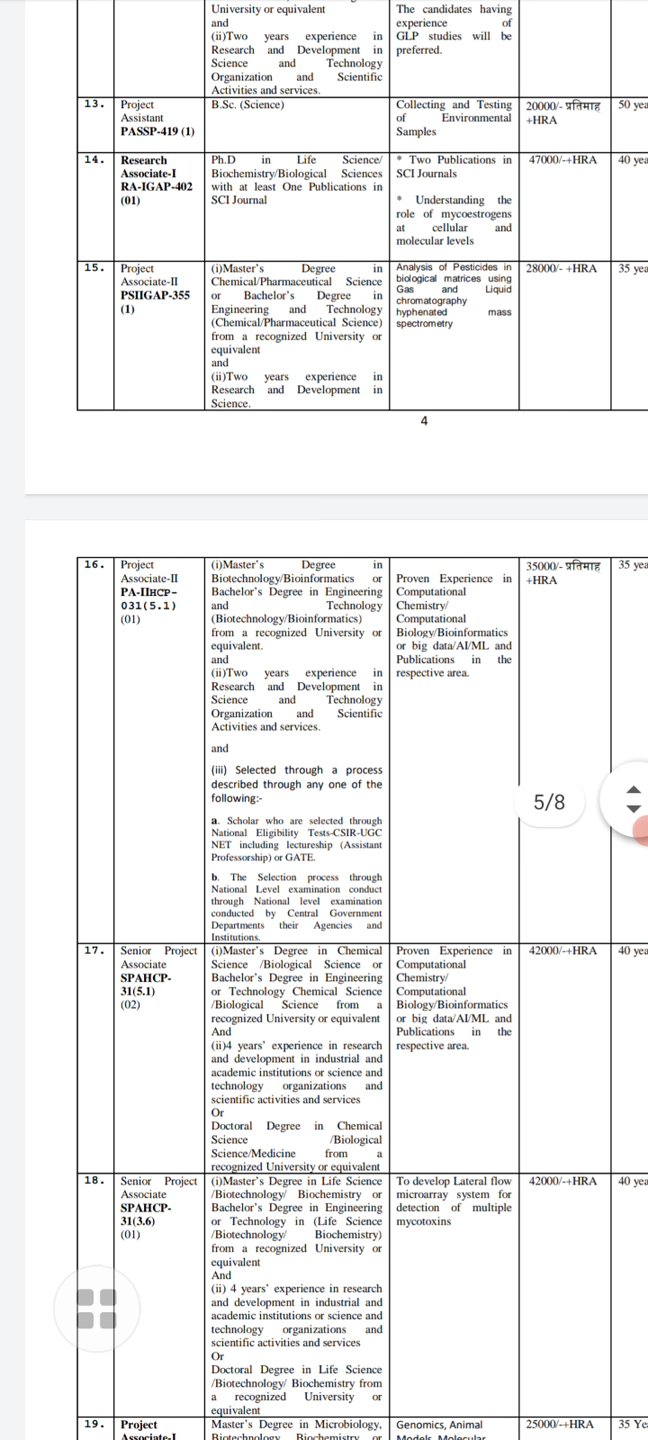 University or equivalent
and
(ii)Two years experience in
Research and Development in
Science and Technology
Organization and Scientific
Activities and services.
The candidates having
experience of
GLP studies will be
preferred.
13.
Project
Assistant
PASSP-419 (1)
B.Sc. (Science)
Collecting and Testing
of Environmental
Samples
20000/- प्रतिमाह
+HRA
50 yea
14.
Research
Associate-I
RA-IGAP-402
(01)
Ph.D in Life Science/
Biochemistry/Biological Sciences
with at least One Publications in
SCI Journal
* Two Publications in
SCI Journals
* Understanding the
role of mycoestrogens
at cellular and
molecular levels
47000/-+HRA
40 yea
15.
Project
Associate-II
PSIIGAP-355
(1)
(i)Master's Degree in
Chemical/Pharmaceutical Science
or Bachelor's Degree in
Engineering and Technology
(Chemical/Pharmaceutical Science)
from a recognized University or
equivalent
and
(ii)Two years experience in
Research and Development in
Science.
Analysis of Pesticides in
biological matrices using
Gas and Liquid
chromatography
hyphenated mass
spectrometry
28000/- +HRA
35 yea
4
16.
Project
Associate-II
PA-IIHCP-
031(5.1)
(01)
(i)Master's Degree in
Biotechnology/Bioinformatics or
Bachelor's Degree in Engineering
and Technology
(Biotechnology/Bioinformatics)
from a recognized University or
equivalent.
and
(ii)Two years experience in
Research and Development in
Science and Technology
Organization and Scientific
Activities and services.
and
(iii) Selected through a process
described through any one of the
following:-
a. Scholar who are selected through
National Eligibility Tests-CSIR-UGC
NET including lectureship (Assistant
Professorship) or GATE.
b. The Selection process through
National Level examination conduct
through National level examination
conducted by Central Government
Departments their Agencies and
Institutions.
Proven Experience in
Computational
Chemistry/
Computational
Biology/Bioinformatics
or big data/AI/ML and
Publications in the
respective area.
35000/- प्रतिमाह
+HRA
35 yea
5/8
17.
Senior Project
Associate
SPAHCP-
31(5.1)
(02)
(i)Master's Degree in Chemical
Science /Biological Science or
Bachelor's Degree in Engineering
or Technology Chemical Science
/Biological Science from a
recognized University or equivalent
And
(ii)4 years' experience in research
and development in industrial and
academic institutions or science and
technology organizations and
scientific activities and services
Or
Doctoral Degree in Chemical
Science /Biological
Science/Medicine from a
recognized University or equivalent
Proven Experience in
Computational
Chemistry/
Computational
Biology/Bioinformatics
or big data/AI/ML and
Publications in the
respective area.
42000/-+HRA
40 yea
18.
Senior Project
Associate
SPAHCP-
31(3.6)
(01)
(i)Master's Degree in Life Science
/Biotechnology/ Biochemistry or
Bachelor's Degree in Engineering
or Technology in (Life Science
/Biotechnology/ Biochemistry)
from a recognized University or
equivalent
And
(ii) 4 years' experience in research
and development in industrial and
academic institutions or science and
technology organizations and
scientific activities and services
Or
Doctoral Degree in Life Science
/Biotechnology/ Biochemistry from
a recognized University or
equivalent
To develop Lateral flow
microarray system for
detection of multiple
mycotoxins
42000/-+HRA
40 yea
19.
Project
Associate-I
Master's Degree in Microbiology,
Biotechnology, Biochemistry or
Genomics, Animal
Models, Molecular
25000/-+HRA
35 Ye